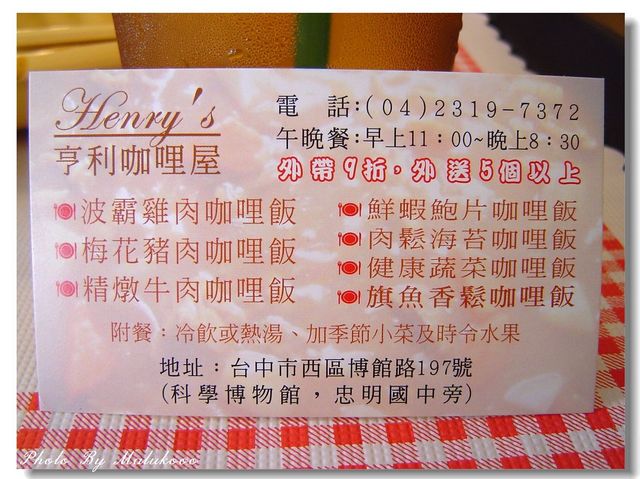 Henry's
亨利咖哩屋
電 話:(04)2319-7372
午晚餐:早上11：00~晚上8：30
外帶9折，外送5個以上
波霸雞肉咖哩飯
梅花豬肉咖哩飯
精燉牛肉咖哩飯
鮮蝦鮑片咖哩飯
肉鬆海苔咖哩飯
健康蔬菜咖哩飯
旗魚香鬆咖哩飯
附餐：冷飲或熱湯、加季節小菜及時令水果
地址：台中市西區博館路197號
(科學博物館，忠明國中旁)
Photo By Malukooo